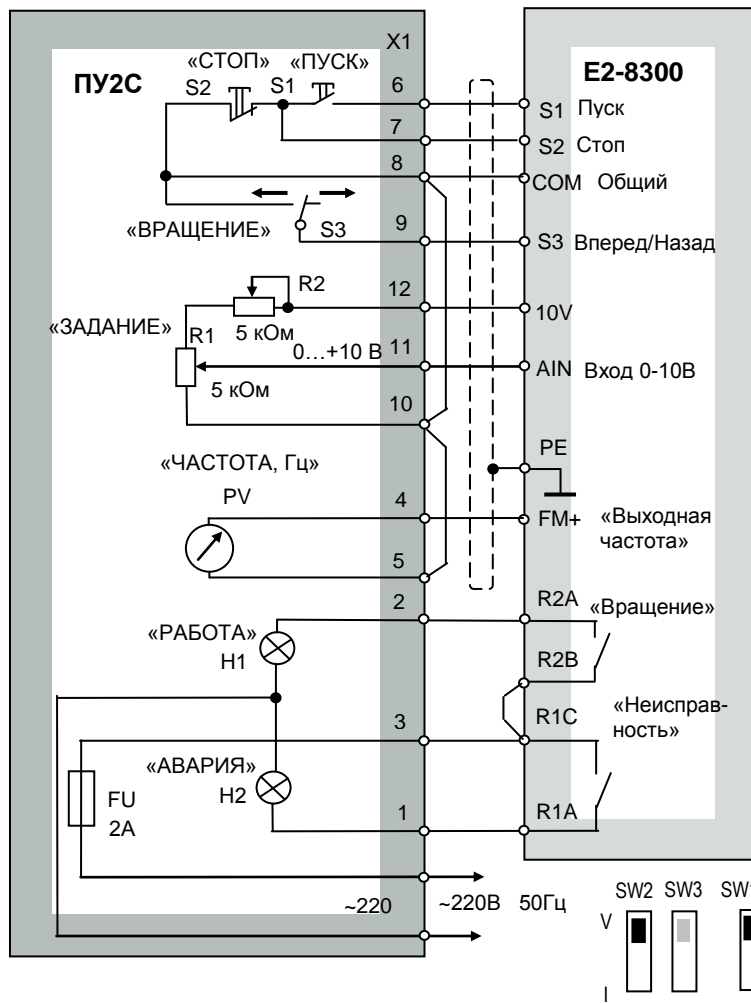 X1
ПУ2С
«СТОП» «ПУСК»
S2 S1
E2-8300
6
S1 Пуск
7
S2 Стоп
8
COM Общий
«ВРАЩЕНИЕ» S3
9
S3 Вперед/Назад
R2
12
10V
«ЗАДАНИЕ»
R1
5 кОм
0…+10 В 11
AIN Вход 0-10В
5 кОм
10
PE
«ЧАСТОТА, Гц»
PV
4
FM+ «Выходная
частота»
5
2
R2A «Вращение»
«РАБОТА»
H1
R2B
3
R1C «Неисправ-
ность»
«АВАРИЯ»
H2
FU
2A
1
R1A
~220 ~220В 50Гц
SW2 SW3
V
I